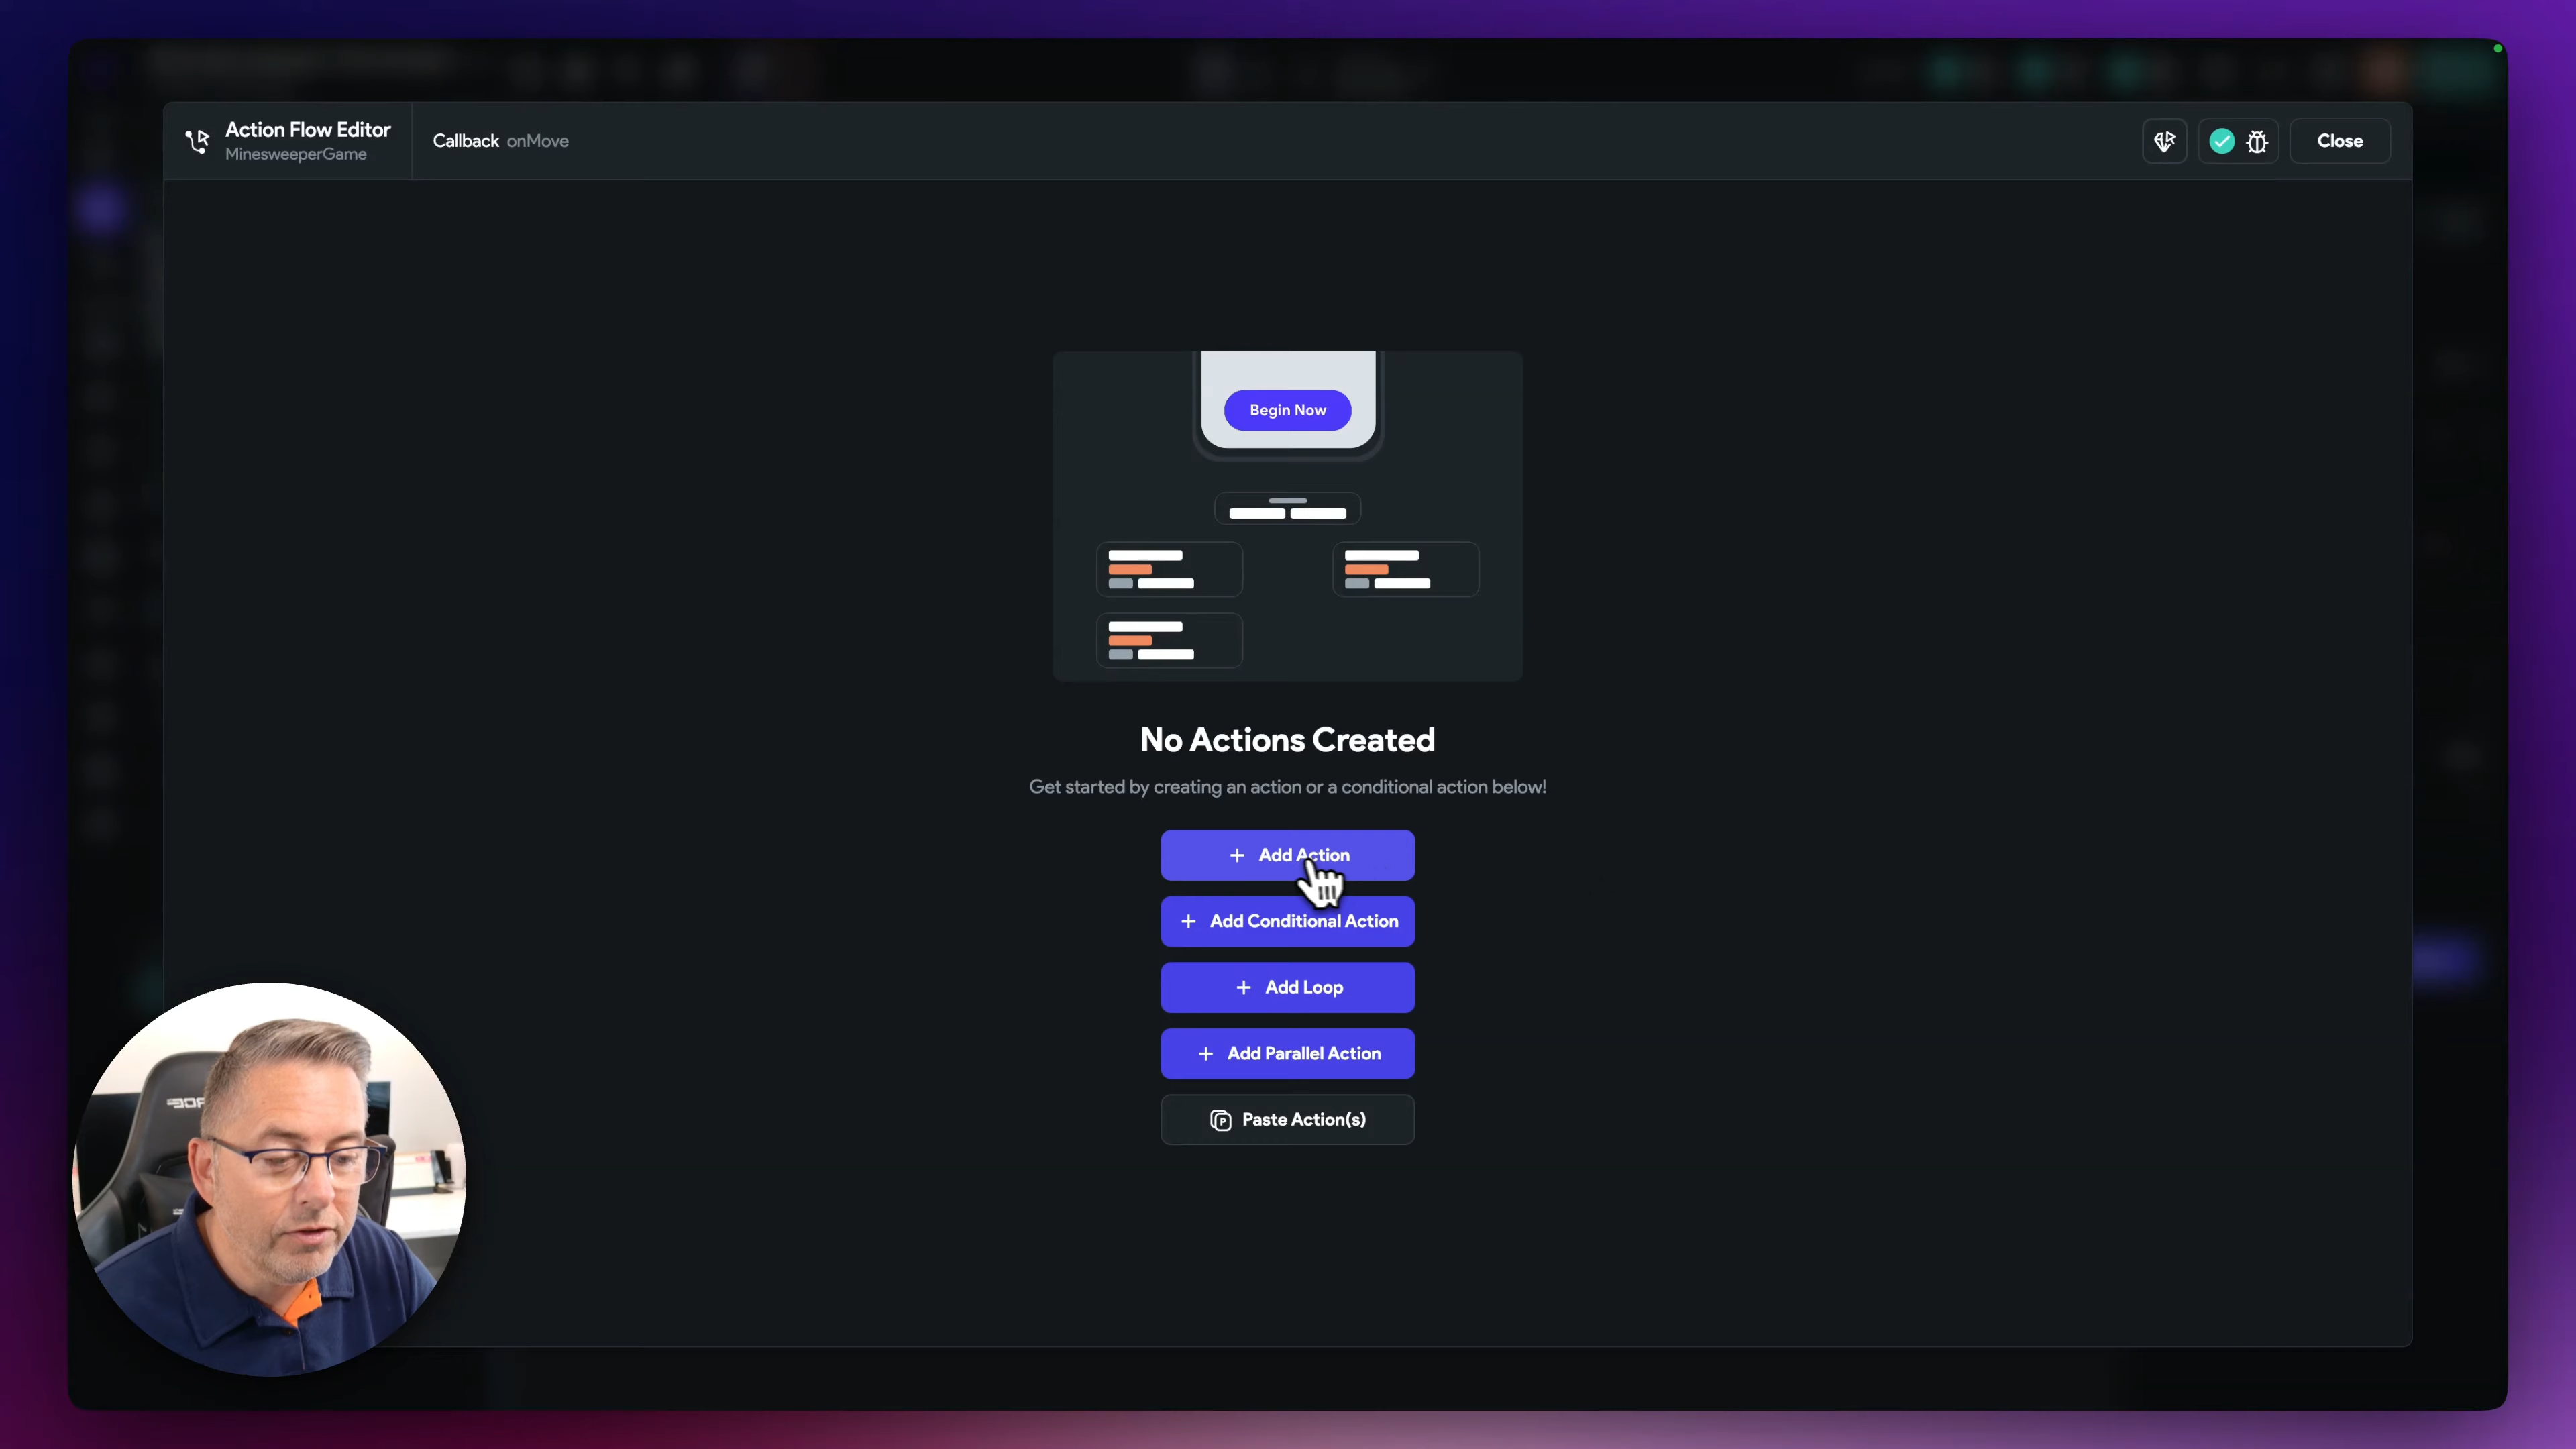 Action Flow Editor
MinesweeperGame
Callback onMove
Close
Begin Now
No Actions Created
Get started by creating an action or a conditional action below!
Add Action
Add Conditional Action
Add Loop
Add Parallel Action
Paste Action(s)